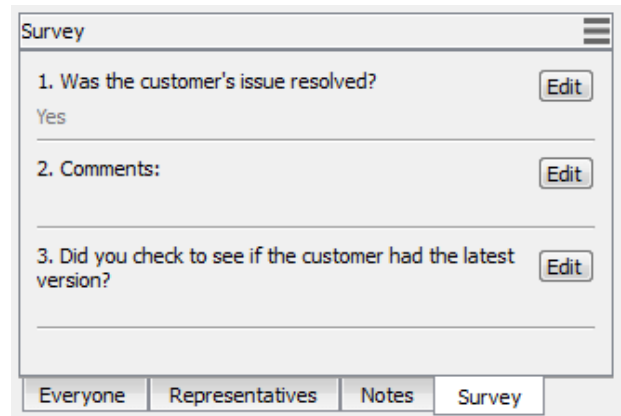 Survey
1. Was the customer's issue resolved?
Edit
Yes
2. Comments:
Edit
3. Did you check to see if the customer had the latest
version?
Edit
Everyone Representatives Notes Survey